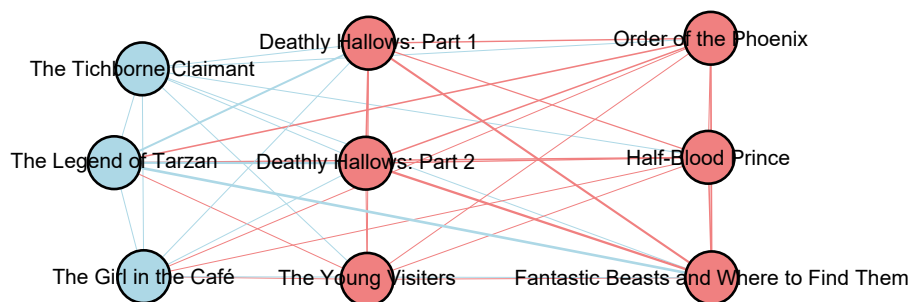 Deathly Hallows: Part 1
Order of the Phoenix
The Tichborne Claimant
The Legend of Tarzan
Deathly Hallows: Part 2
Half-Blood Prince
The Girl in the Café
The Young Visiters
Fantastic Beasts and Where to Find Them